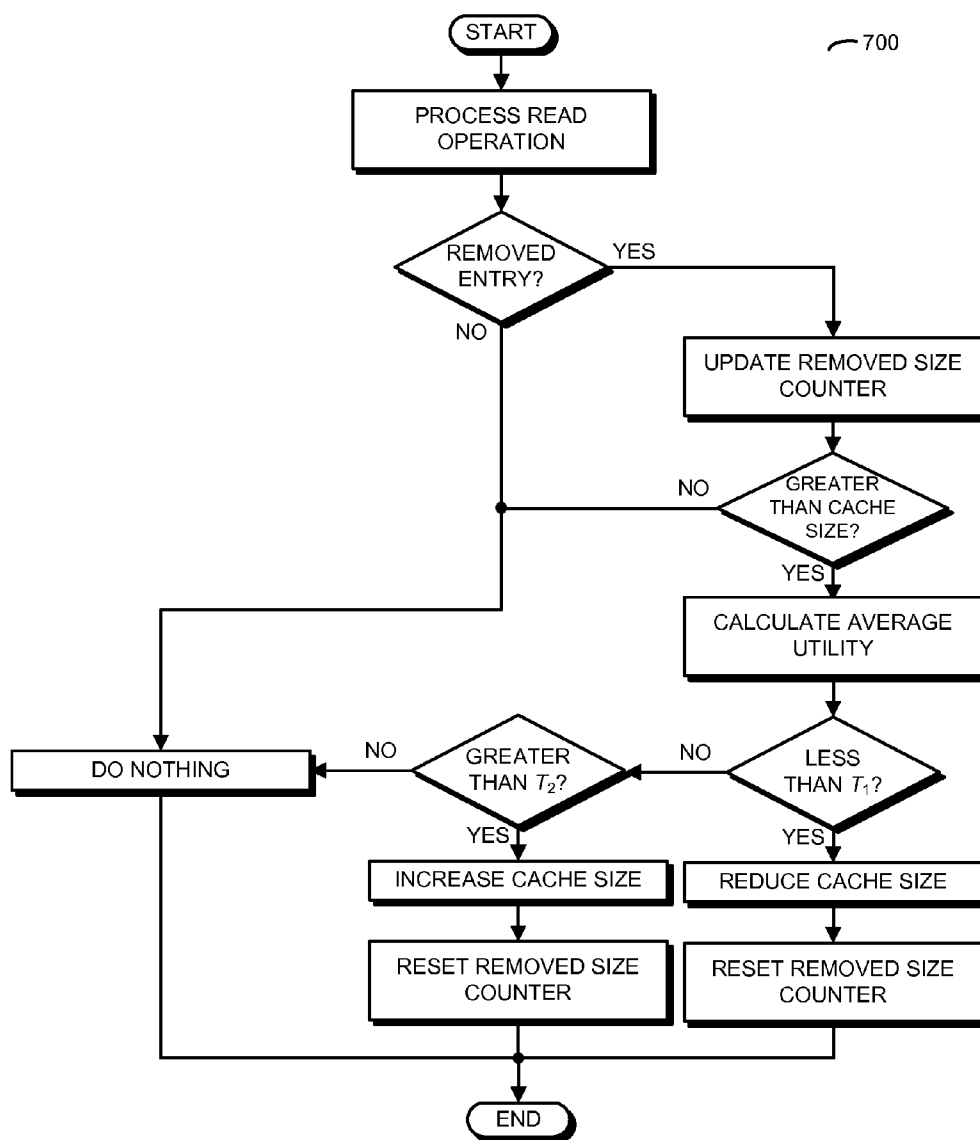 START
700
PROCESS READ
OPERATION
REMOVED
ENTRY?
YES
NO
UPDATE REMOVED SIZE
COUNTER
GREATER
THAN CACHE
SIZE?
NO
YES
CALCULATE AVERAGE
UTILITY
LESS
THAN T₁?
NO
YES
GREATER
THAN T₂?
NO
YES
DO NOTHING
INCREASE CACHE SIZE
REDUCE CACHE SIZE
RESET REMOVED SIZE
COUNTER
RESET REMOVED SIZE
COUNTER
END